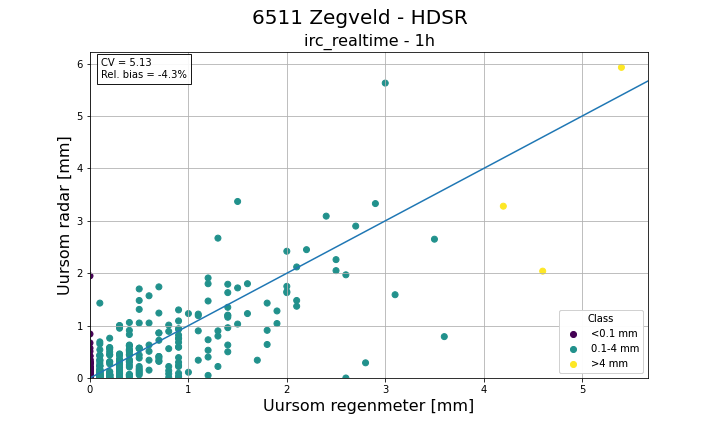 6511 Zegveld - HDSR
irc_realtime - 1h
CV = 5.13
Rel. bias = -4.3%
6
5
4
3
2
1
0
Uursom radar [mm]
Class
<0.1 mm
0.1-4 mm
>4 mm
0 1 2 3 4 5
Uursom regenmeter [mm]